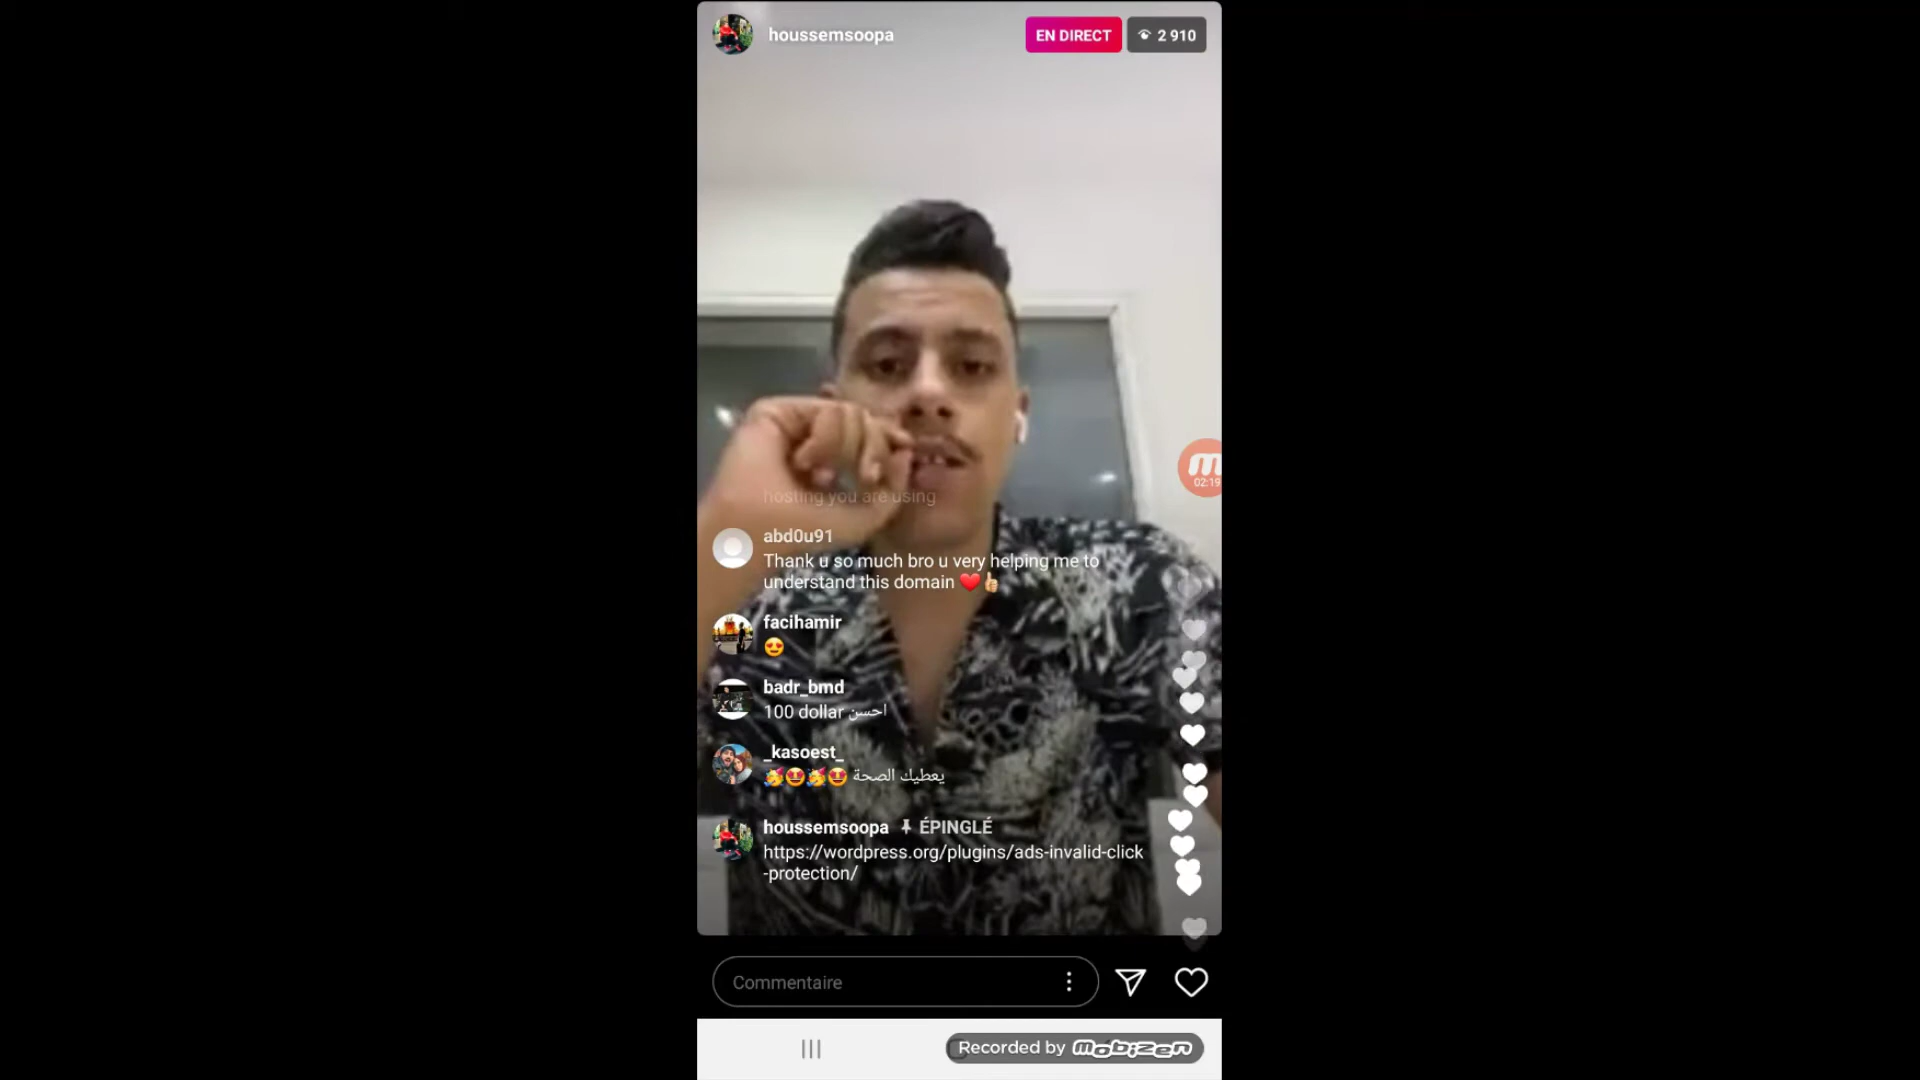 houssemsoopa
EN DIRECT
2 910
hosting you are using
abd0u91
Thank u so much bro u very helping me to
understand this domain ❤️👍🏼
facihamir
😍
badr_bmd
100 dollar احسن
_kasoest_
🥳🤩🥳🤩 يعطيك الصحة
houssemsoopa ÉPINGLÉ
https://wordpress.org/plugins/ads-invalid-click
-protection/
02:19
Commentaire
Recorded by mobizen